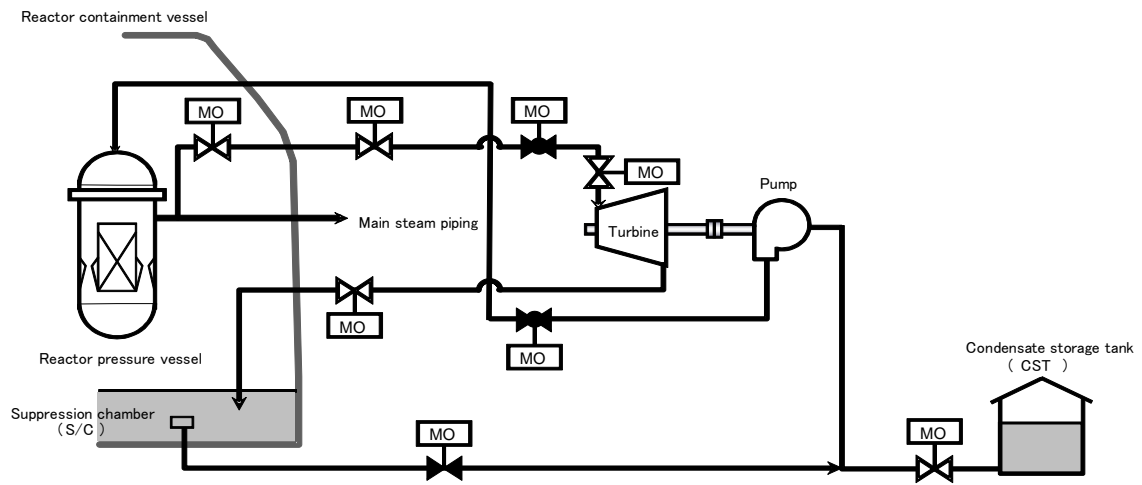 Reactor containment vessel
MO
MO
MO
MO
Pump
Main steam piping
Turbine
MO
MO
Reactor pressure vessel
Condensate storage tank
( CST )
Suppression chamber
( S/C )
MO
MO